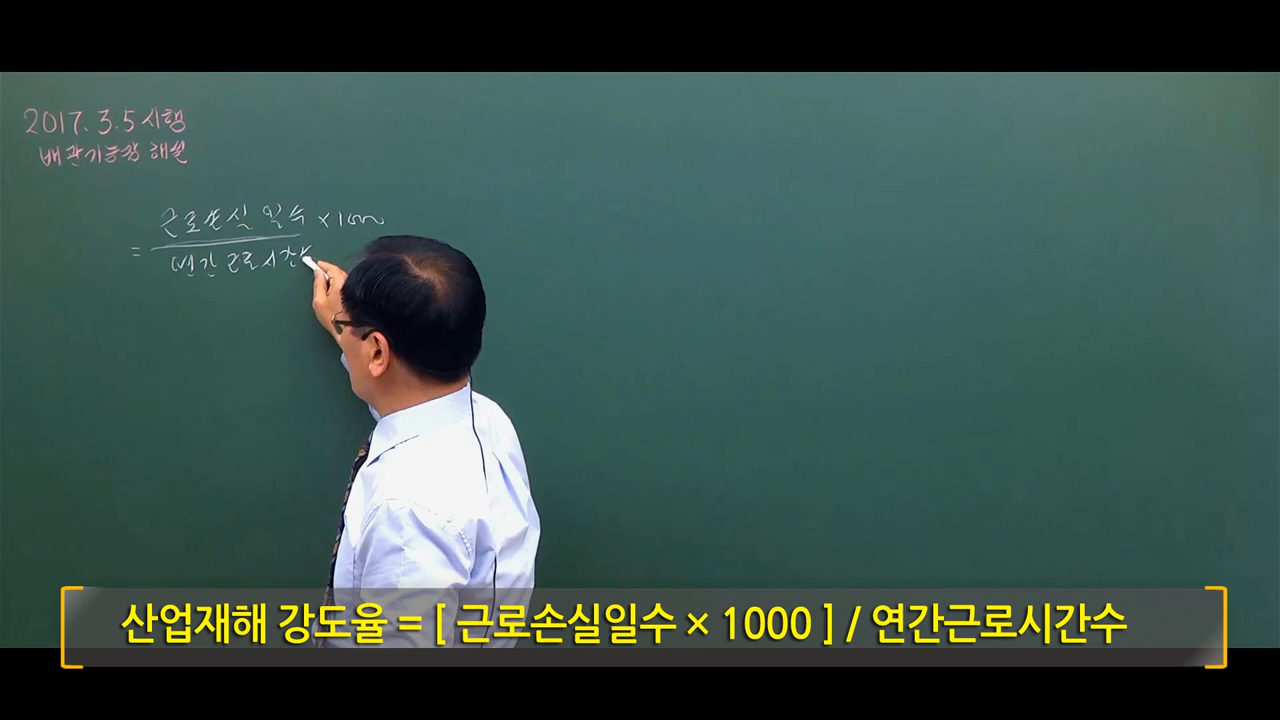 2017. 3.5 시행
배관기능장 해설
근로손실 일수 ×1000
=
연간 근로시간수
산업재해 강도율 = [ 근로손실일수 × 1000 ] / 연간근로시간수